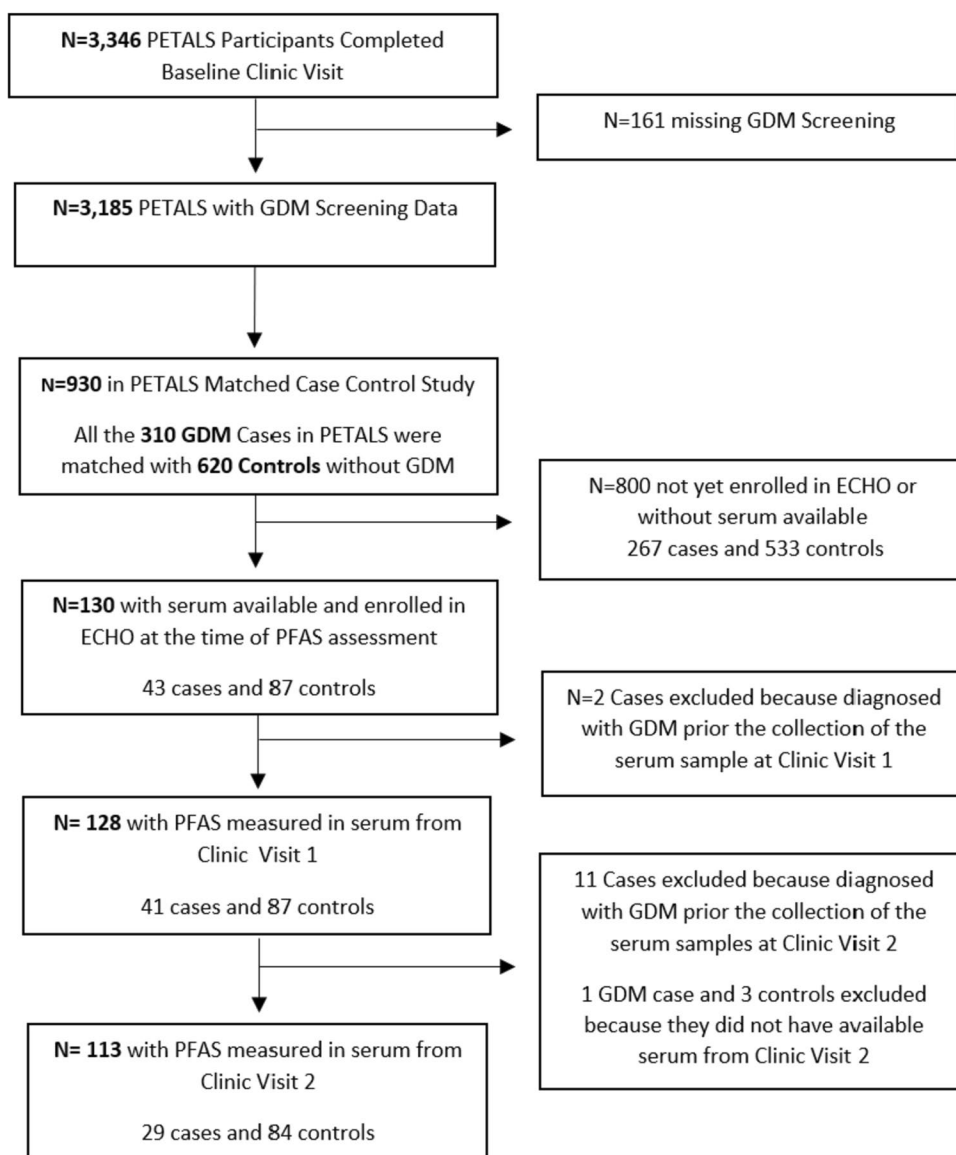 N=3,346 PETALS Participants Completed
Baseline Clinic Visit
N=161 missing GDM Screening
N=3,185 PETALS with GDM Screening Data
N=930 in PETALS Matched Case Control Study
All the 310 GDM Cases in PETALS were
matched with 620 Controls without GDM
N=800 not yet enrolled in ECHO or
without serum available
267 cases and 533 controls
N=130 with serum available and enrolled in
ECHO at the time of PFAS assessment
43 cases and 87 controls
N=2 Cases excluded because diagnosed
with GDM prior the collection of the
serum sample at Clinic Visit 1
N= 128 with PFAS measured in serum from
Clinic Visit 1
41 cases and 87 controls
11 Cases excluded because diagnosed
with GDM prior the collection of the
serum samples at Clinic Visit 2
1 GDM case and 3 controls excluded
because they did not have available
serum from Clinic Visit 2
N= 113 with PFAS measured in serum from
Clinic Visit 2
29 cases and 84 controls